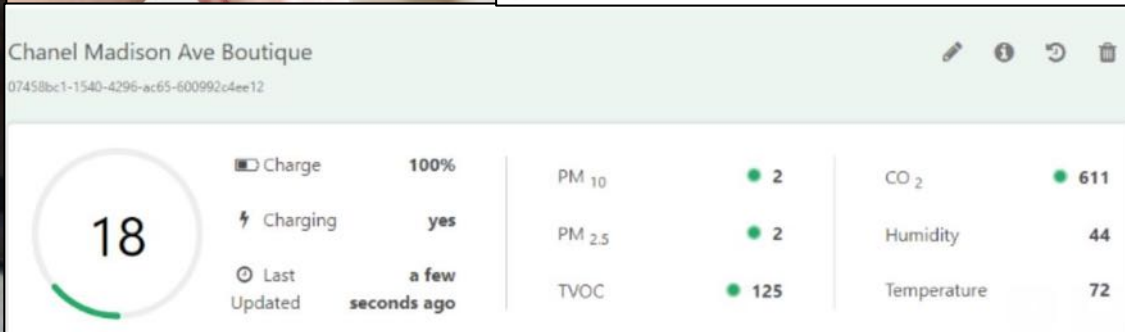 Chanel Madison Ave Boutique
07458bc1-1540-4296-ac65-600992c4ee12
18
Charge 100%
Charging yes
Last Updated a few seconds ago
PM 10 2
PM 2.5 2
TVOC 125
CO 2 611
Humidity 44
Temperature 72